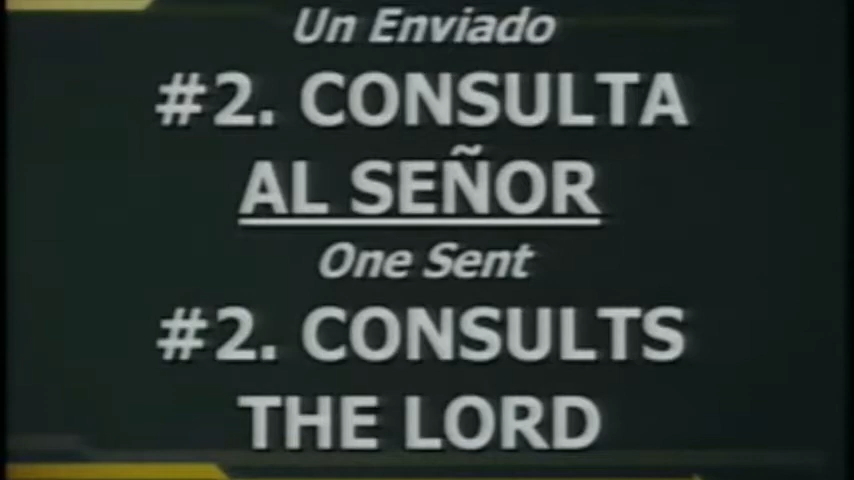 Un Enviado
#2. CONSULTA
AL SEÑOR
One Sent
#2. CONSULTS
THE LORD